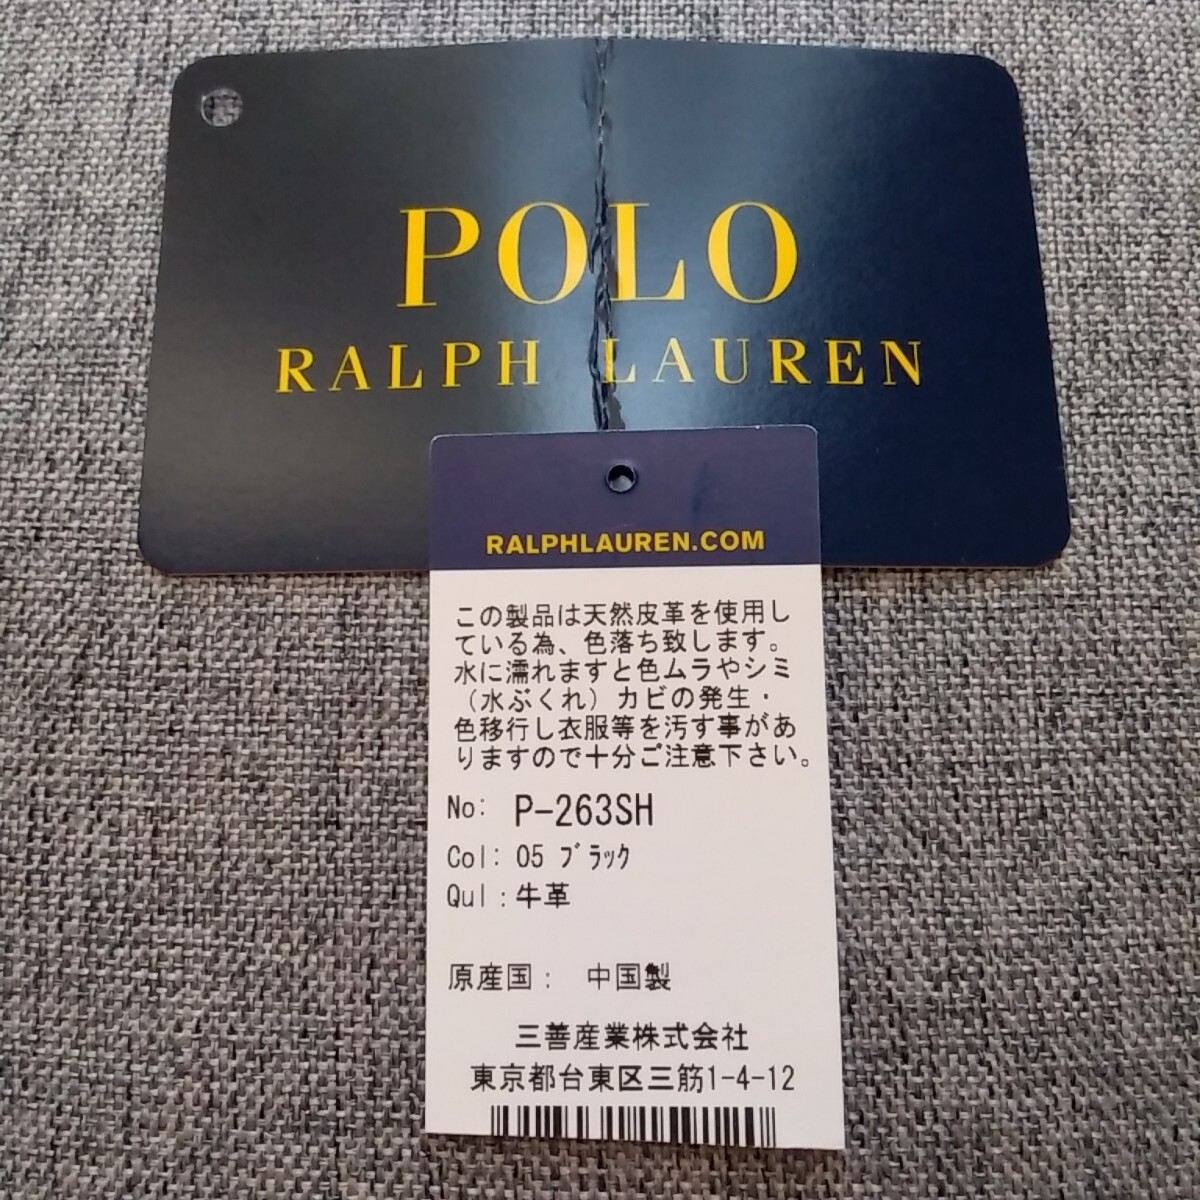 POLO
RALPH LAUREN
RALPHLAUREN.COM
この製品は天然皮革を使用し
ている為、色落ち致します。
水に濡れますと色ムラやシミ
（水ぶくれ）カビの発生・
色移行し衣服等を汚す事があ
りますので十分ご注意下さい。
No: P-263SH
Col: 05 ﾌﾞﾗｯｸ
Qul : 牛革
原産国： 中国製
三善産業株式会社
東京都台東区三筋1-4-12